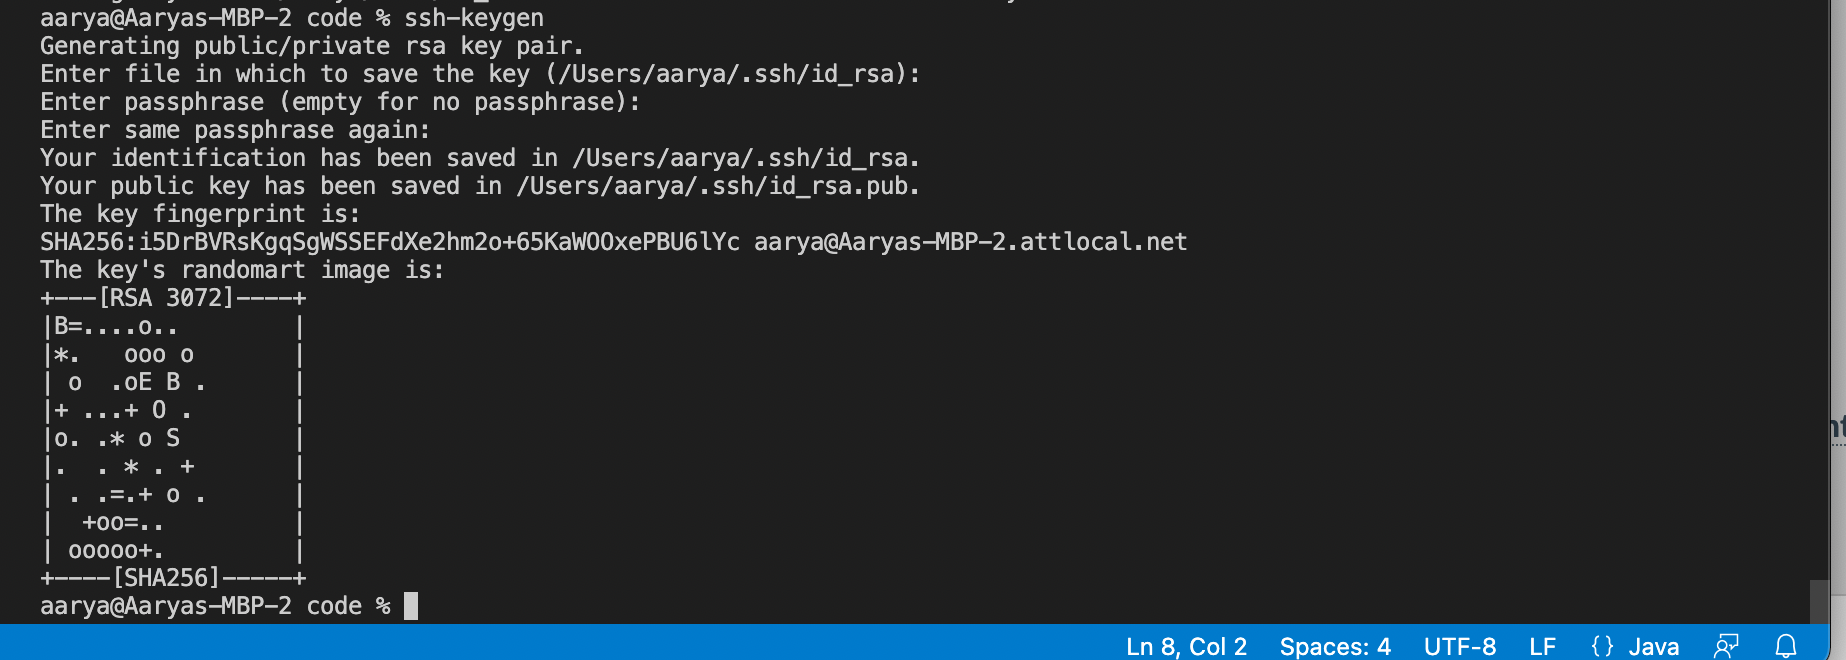 aarya@Aaryas-MBP-2 code % ssh-keygen
Generating public/private rsa key pair.
Enter file in which to save the key (/Users/aarya/.ssh/id_rsa):
Enter passphrase (empty for no passphrase):
Enter same passphrase again:
Your identification has been saved in /Users/aarya/.ssh/id_rsa.
Your public key has been saved in /Users/aarya/.ssh/id_rsa.pub.
The key fingerprint is:
SHA256:i5DrBVRsKgqSgWSSEFdXe2hm2o+65KaWOOxePBU6lYc aarya@Aaryas-MBP-2.attlocal.net
The key's randomart image is:
+---[RSA 3072]----+
|B=....o..        |
|*.   ooo o       |
| o  .oE B .      |
|+ ...+ O .       |
|o. .* o S        |
|.  . * . +       |
| . .=.+ o .      |
|  +oo=..         |
| ooooo+.         |
+----[SHA256]-----+
aarya@Aaryas-MBP-2 code %
Ln 8, Col 2 Spaces: 4 UTF-8 LF {} Java